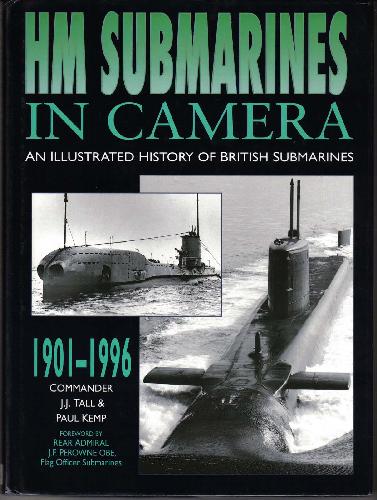 HM SUBMARINES
IN CAMERA
AN ILLUSTRATED HISTORY OF BRITISH SUBMARINES
1901-1996
COMMANDER
J.J. TALL &
PAUL KEMP
FOREWORD BY
REAR ADMIRAL
J.F. PEROWNE OBE,
Flag Officer Submarines